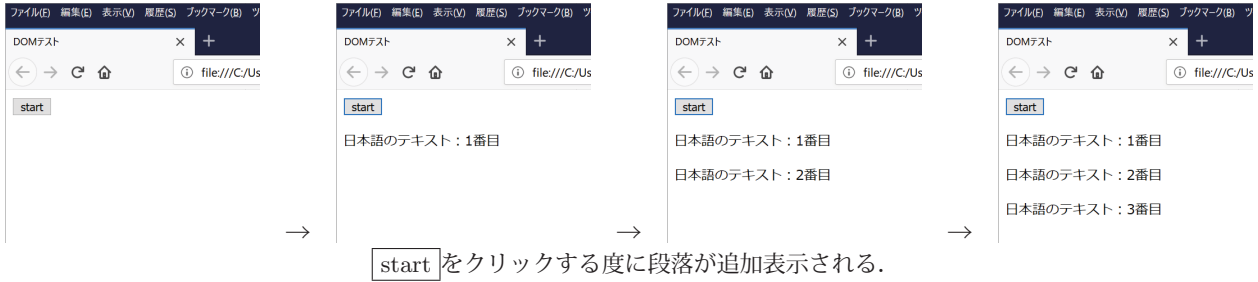 ファイル(F) 編集(E) 表示(V) 履歴(S) ブックマーク(B)
DOMテスト × +
file:///C:/Us
start
→
ファイル(F) 編集(E) 表示(V) 履歴(S) ブックマーク(B)
DOMテスト × +
file:///C:/Us
start
日本語のテキスト：1番目
→
ファイル(F) 編集(E) 表示(V) 履歴(S) ブックマーク(B)
DOMテスト × +
file:///C:/Us
start
日本語のテキスト：1番目
日本語のテキスト：2番目
→
ファイル(F) 編集(E) 表示(V) 履歴(S) ブックマーク(B)
DOMテスト × +
file:///C:/Us
start
日本語のテキスト：1番目
日本語のテキスト：2番目
日本語のテキスト：3番目
start をクリックする度に段落が追加表示される．